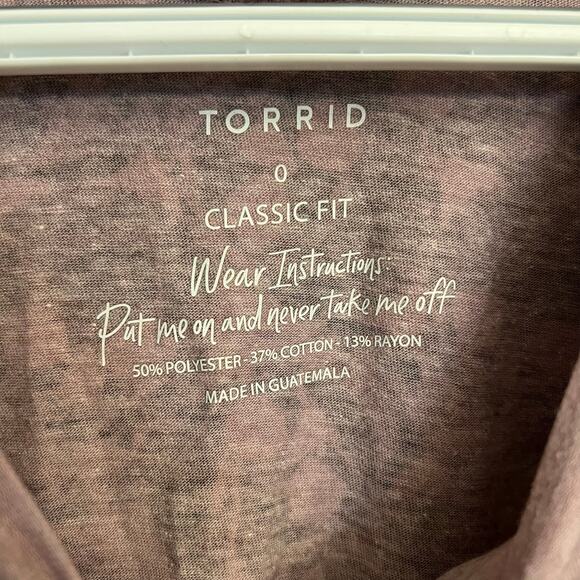 TORRID
0
CLASSIC FIT
Wear Instructions:
Put me on and never take me off
50% POLYESTER - 37% COTTON - 13% RAYON
MADE IN GUATEMALA